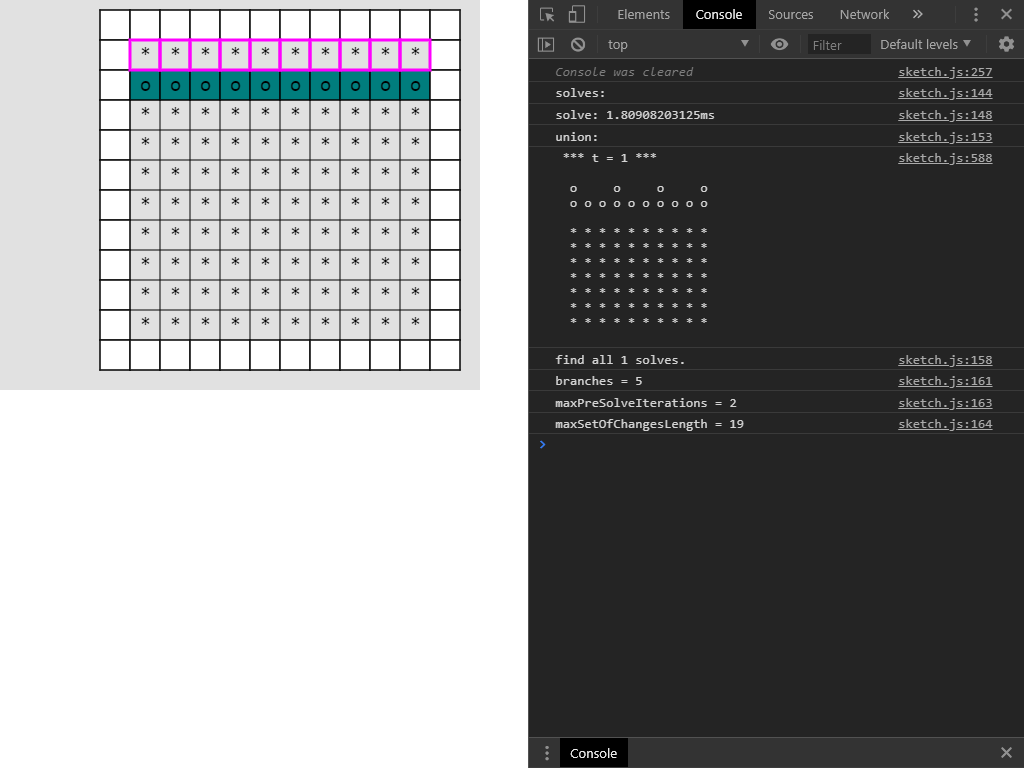 * * * * * * * * * *
o o o o o o o o o o
* * * * * * * * * *
* * * * * * * * * *
* * * * * * * * * *
* * * * * * * * * *
* * * * * * * * * *
* * * * * * * * * *
* * * * * * * * * *
* * * * * * * * * *
Elements Console Sources Network »
top Filter Default levels
Console was cleared sketch.js:257
solves: sketch.js:144
solve: 1.80908203125ms sketch.js:148
union: sketch.js:153
*** t = 1 *** sketch.js:588
o     o     o     o
o o o o o o o o o o
* * * * * * * * * *
* * * * * * * * * *
* * * * * * * * * *
* * * * * * * * * *
* * * * * * * * * *
* * * * * * * * * *
* * * * * * * * * *
find all 1 solves. sketch.js:158
branches = 5 sketch.js:161
maxPreSolveIterations = 2 sketch.js:163
maxSetOfChangesLength = 19 sketch.js:164
>
Console